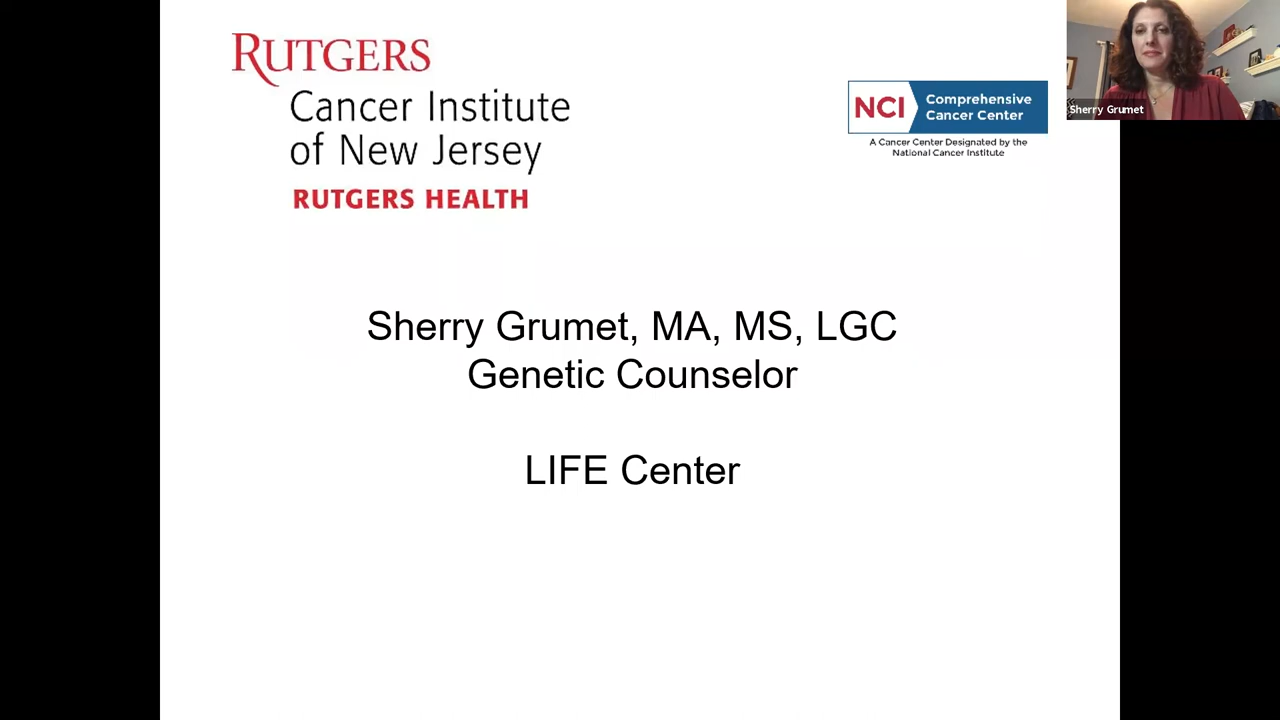 RUTGERS
Cancer Institute
of New Jersey
RUTGERS HEALTH
NCI
Comprehensive
Cancer Center
A Cancer Center Designated by the
National Cancer Institute
Sherry Grumet
Sherry Grumet, MA, MS, LGC
Genetic Counselor
LIFE Center